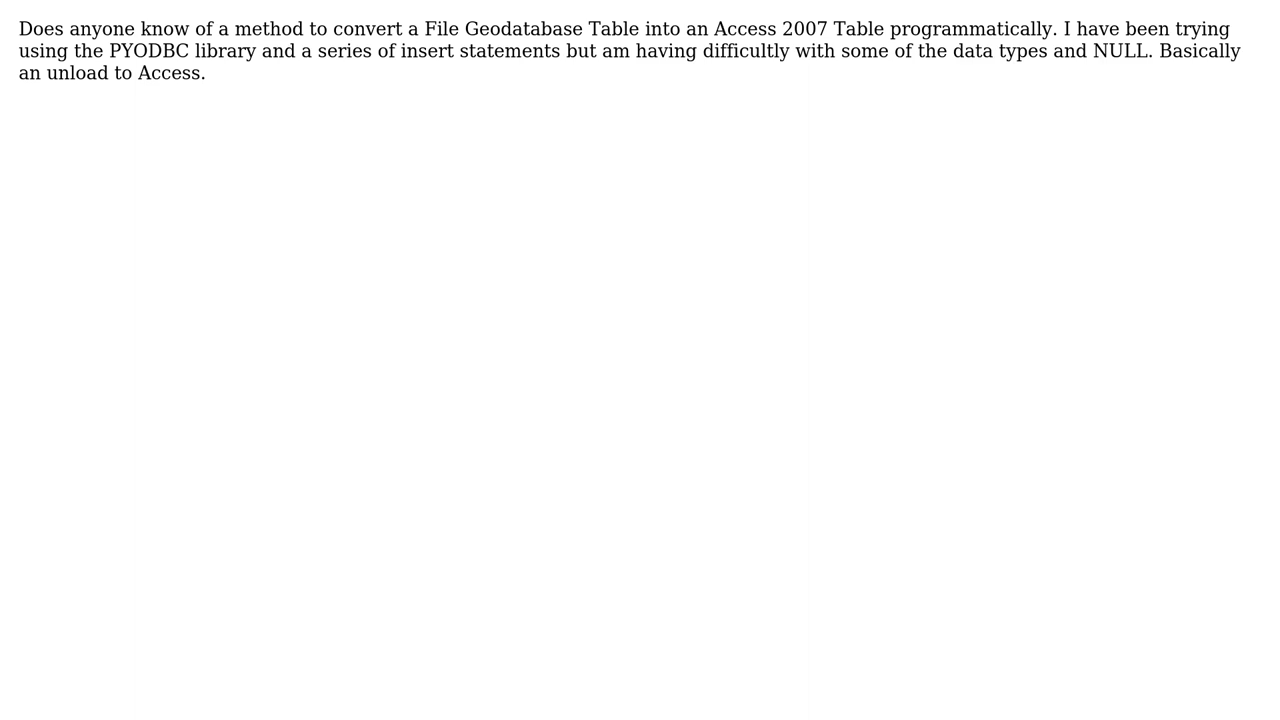 Does anyone know of a method to convert a File Geodatabase Table into an Access 2007 Table programmatically. I have been trying
using the PYODBC library and a series of insert statements but am having difficultly with some of the data types and NULL. Basically
an unload to Access.